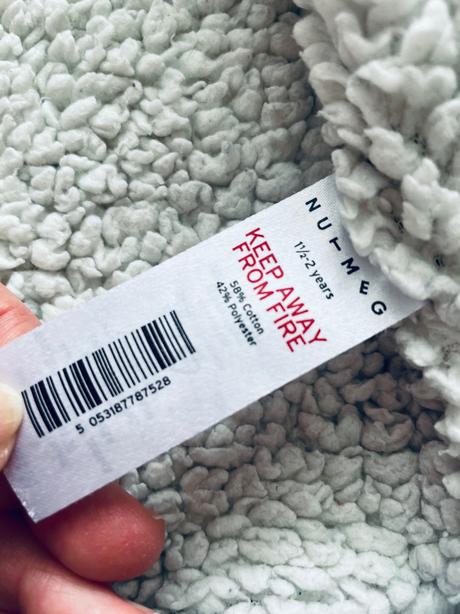 NUTMEG
1½-2 years
KEEP AWAY
FROM FIRE
58% Cotton
42% Polyester
5 053187787528